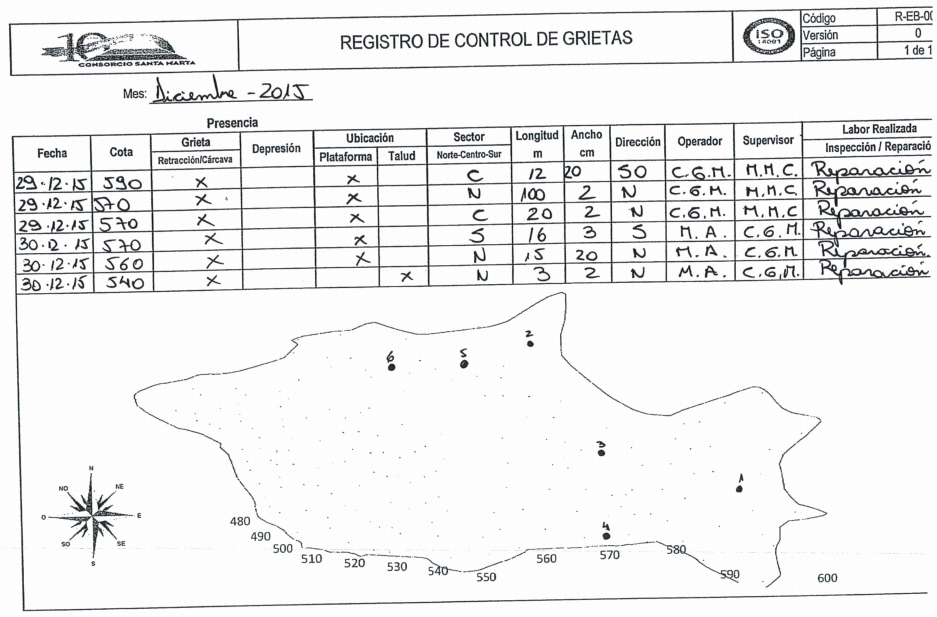 10
CONSORCIO SANTA MARTA
REGISTRO DE CONTROL DE GRIETAS
ISO
14001
Código R-EB-00
Versión 0
Página 1 de 1
Mes: Diciembre - 2015
Presencia
Fecha Cota Grieta Depresión Ubicación Sector Longitud Ancho Dirección Operador Supervisor Labor Realizada
Retracción/Cárcava Plataforma Talud Norte-Centro-Sur m cm Inspección / Reparació
29.12.15 590 x x C 12 20 SO C.G.M. M.M.C. Reparación
29.12.15 570 x x N 100 2 N C.G.M. M.M.C. Reparación
29.12.15 570 x x C 20 2 N C.G.M. M.M.C Reparación
30.12.15 570 x x S 16 3 S M.A. C.G.M. Reparación
30.12.15 560 x x N 15 20 N M.A. C.G.M Reparación.
30.12.15 540 x x N 3 2 N M.A. C.G.M. Reparación
2
6 5
3
1
4
N
NO NE
O E
SO SE
S
480
490
500
510
520
530
540
550
560
570
580
590
600